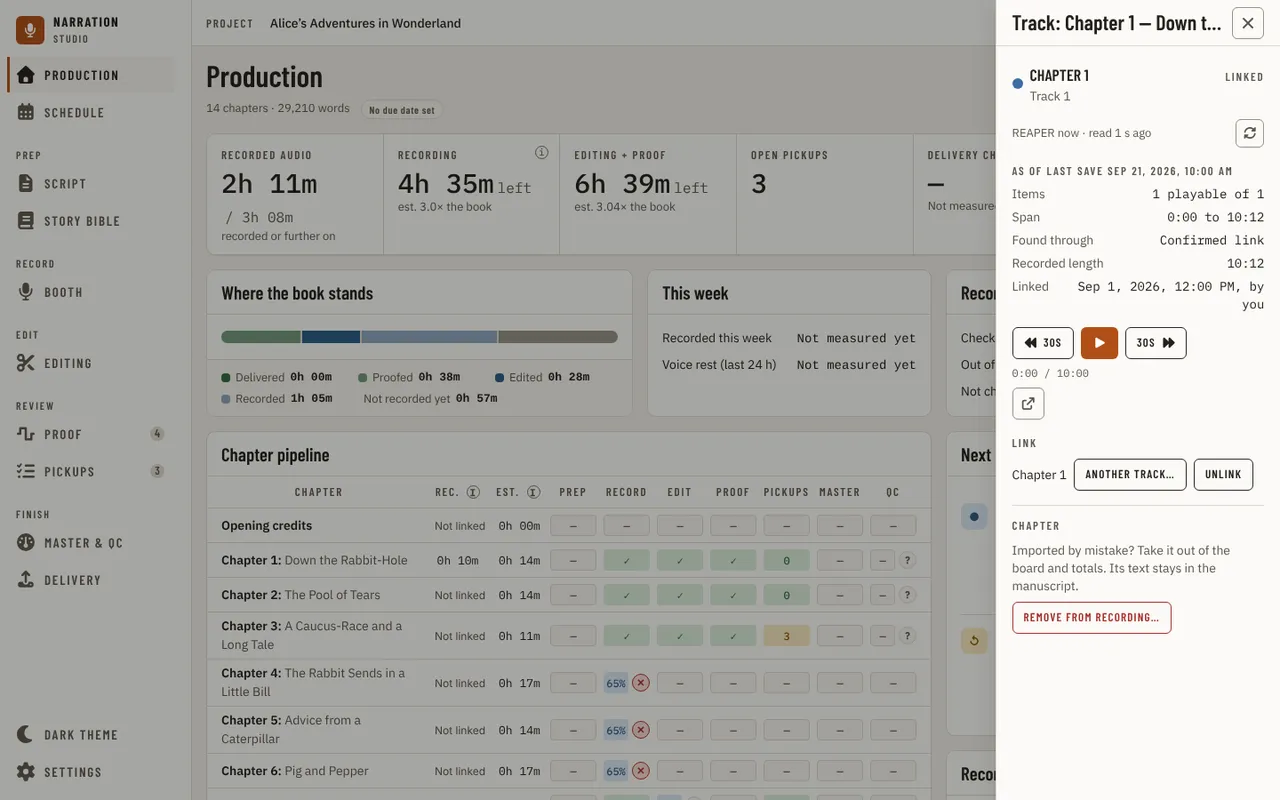 NARRATION
STUDIO
PRODUCTION
SCHEDULE
PREP
SCRIPT
STORY BIBLE
RECORD
BOOTH
EDIT
EDITING
REVIEW
PROOF 4
PICKUPS 3
FINISH
MASTER & QC
DELIVERY
DARK THEME
SETTINGS
PROJECT Alice's Adventures in Wonderland
Production
14 chapters · 29,210 words No due date set
RECORDED AUDIO
2h 11m
/ 3h 08m
recorded or further on
RECORDING
4h 35m left
est. 3.0× the book
EDITING + PROOF
6h 39m left
est. 3.04× the book
OPEN PICKUPS
3
DELIVERY CH
—
Not measure
Where the book stands
Delivered 0h 00m Proofed 0h 38m Edited 0h 28m
Recorded 1h 05m Not recorded yet 0h 57m
This week
Recorded this week Not measured yet
Voice rest (last 24 h) Not measured yet
Recor
Check
Out of
Not ch
Chapter pipeline
CHAPTER REC. EST. PREP RECORD EDIT PROOF PICKUPS MASTER QC
Opening credits Not linked 0h 00m — — — — — — —
Chapter 1: Down the Rabbit-Hole 0h 10m 0h 14m — ✓ ✓ ✓ 0 — — ?
Chapter 2: The Pool of Tears Not linked 0h 14m — ✓ ✓ ✓ 0 — — ?
Chapter 3: A Caucus-Race and a Long Tale Not linked 0h 11m — ✓ ✓ ✓ 3 — — ?
Chapter 4: The Rabbit Sends in a Little Bill Not linked 0h 17m — 65% — — — — —
Chapter 5: Advice from a Caterpillar Not linked 0h 14m — 65% — — — — —
Chapter 6: Pig and Pepper Not linked 0h 17m — 65% — — — — —
Next
Recor
Track: Chapter 1 — Down t…
CHAPTER 1 LINKED
Track 1
REAPER now · read 1 s ago
AS OF LAST SAVE SEP 21, 2026, 10:00 AM
Items 1 playable of 1
Span 0:00 to 10:12
Found through Confirmed link
Recorded length 10:12
Linked Sep 1, 2026, 12:00 PM, by
you
30S 30S
0:00 / 10:00
LINK
Chapter 1 ANOTHER TRACK… UNLINK
CHAPTER
Imported by mistake? Take it out of the
board and totals. Its text stays in the
manuscript.
REMOVE FROM RECORDING…